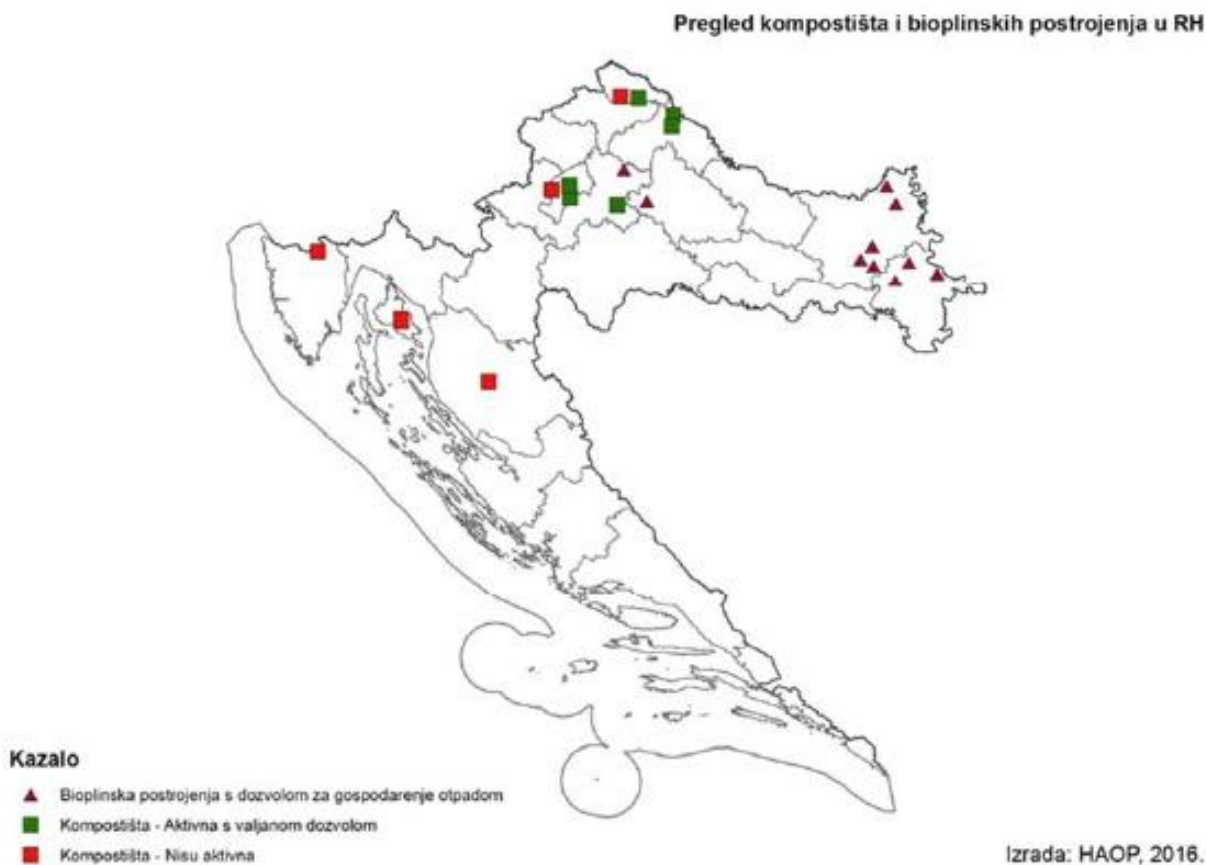 Pregled kompostišta i bioplinskih postrojenja u RH
Kazalo
Bioplinska postrojenja s dozvolom za gospodarenje otpadom
Kompostišta - Aktivna s valjanom dozvolom
Kompostišta - Nisu aktivna
Izrada: HAOP, 2016.